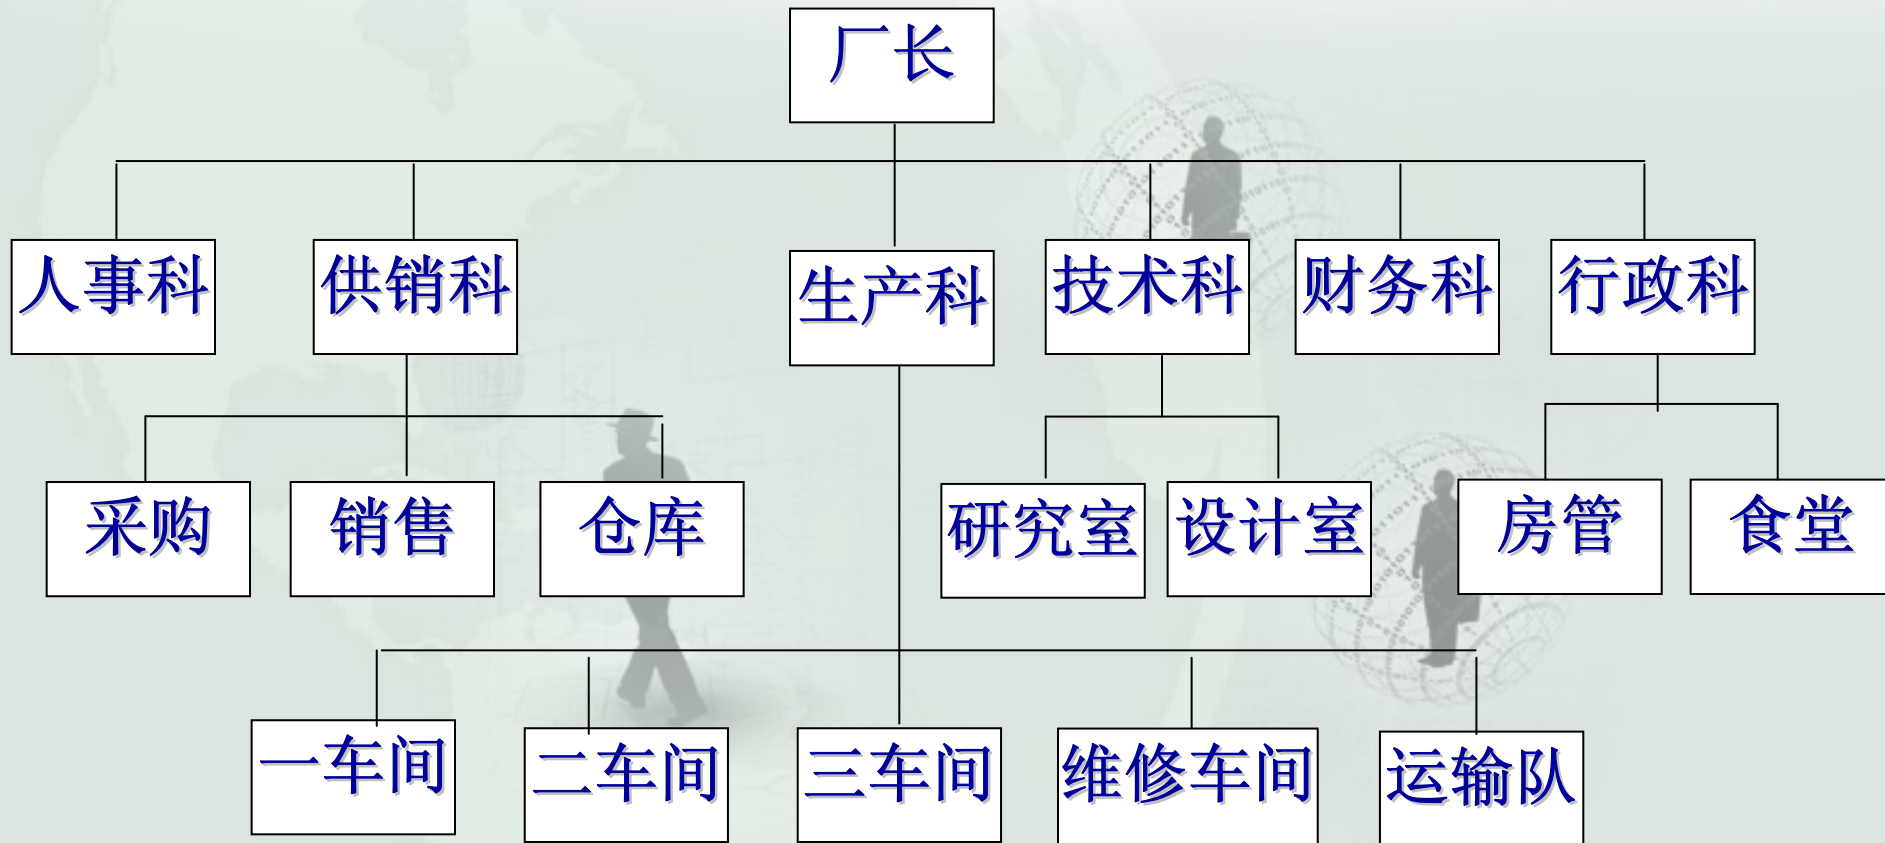 厂长
人事科
供销科
生产科
技术科
财务科
行政科
采购
销售
仓库
研究室
设计室
房管
食堂
一车间
二车间
三车间
维修车间
运输队